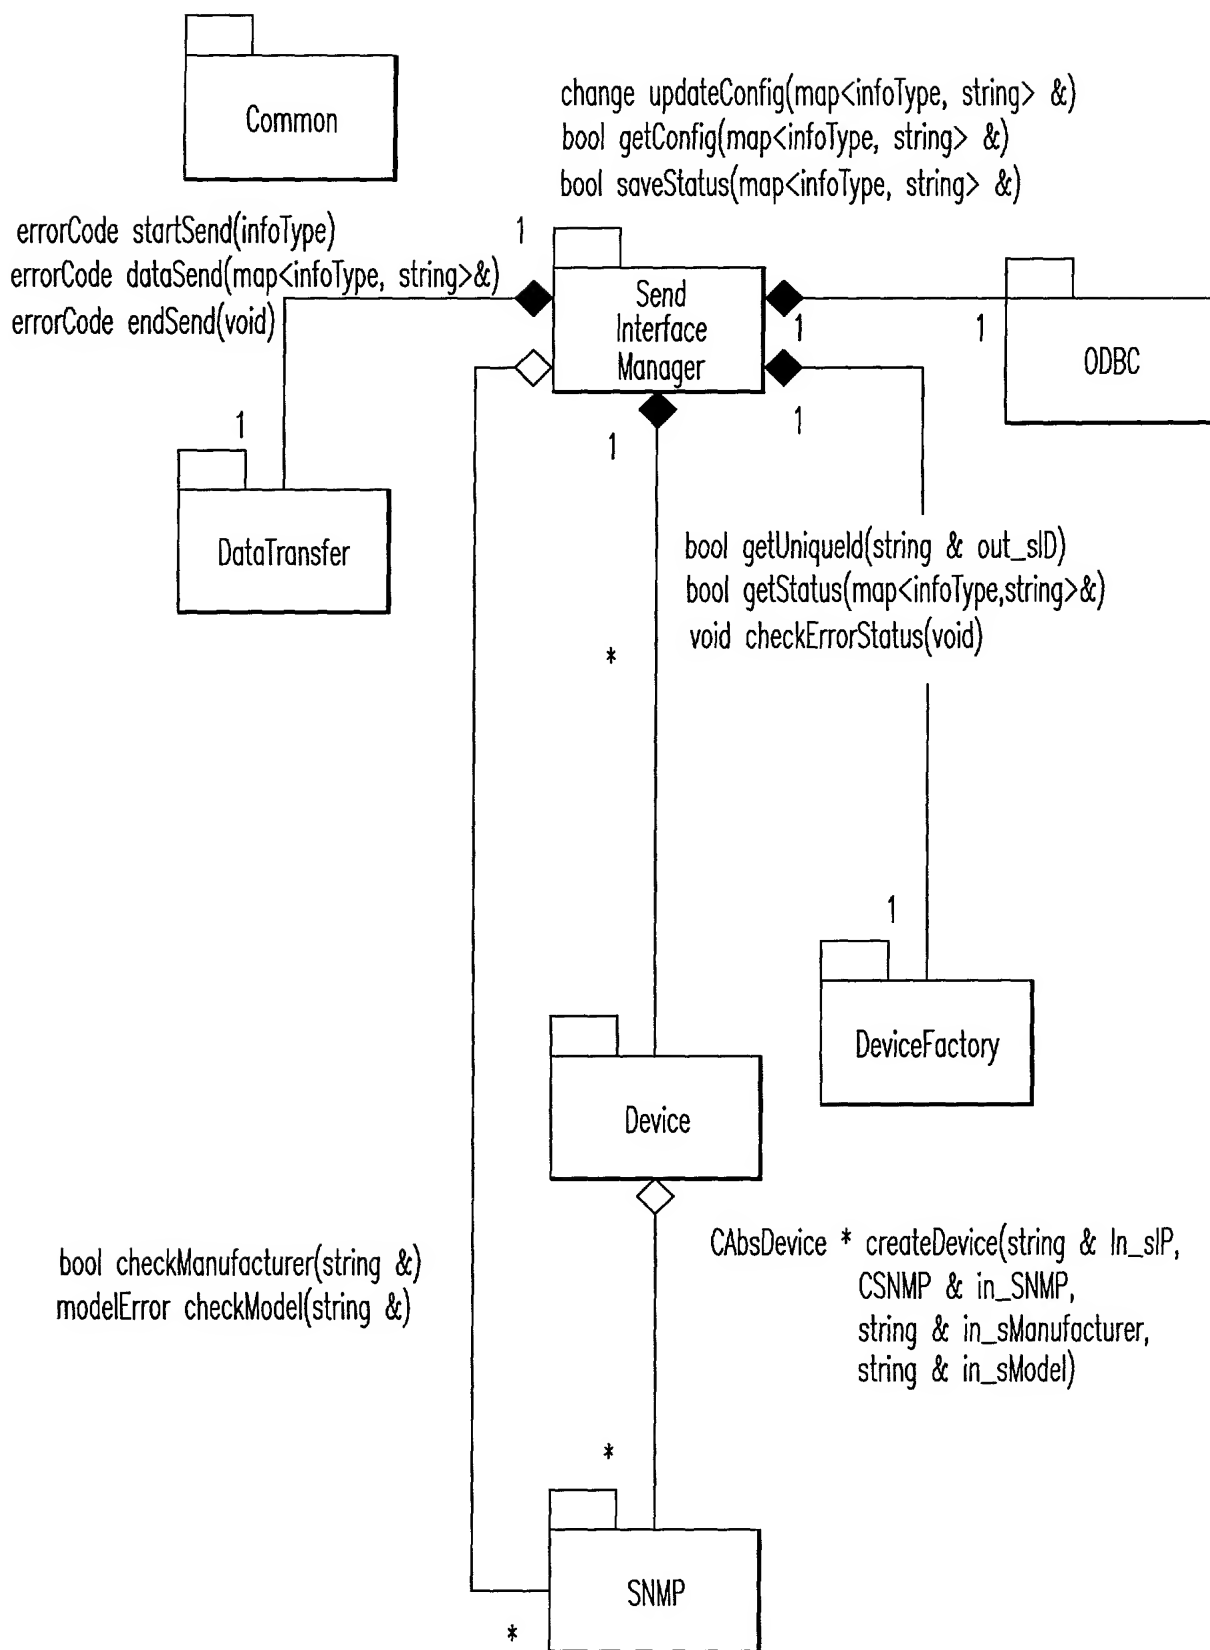 Common
change updateConfig(map<infoType, string> &)
bool getConfig(map<infoType, string> &)
bool saveStatus(map<infoType, string> &)
errorCode startSend(infoType)
errorCode dataSend(map<infoType, string>&)
errorCode endSend(void)
1
Send
Interface
Manager
1
1
ODBC
1
1
1
DataTransfer
bool getUniqueId(string & out_sID)
bool getStatus(map<infoType,string>&)
void checkErrorStatus(void)
*
1
DeviceFactory
Device
bool checkManufacturer(string &)
modelError checkModel(string &)
CAbsDevice * createDevice(string & In_sIP,
CSNMP & in_SNMP,
string & in_sManufacturer,
string & in_sModel)
*
SNMP
*